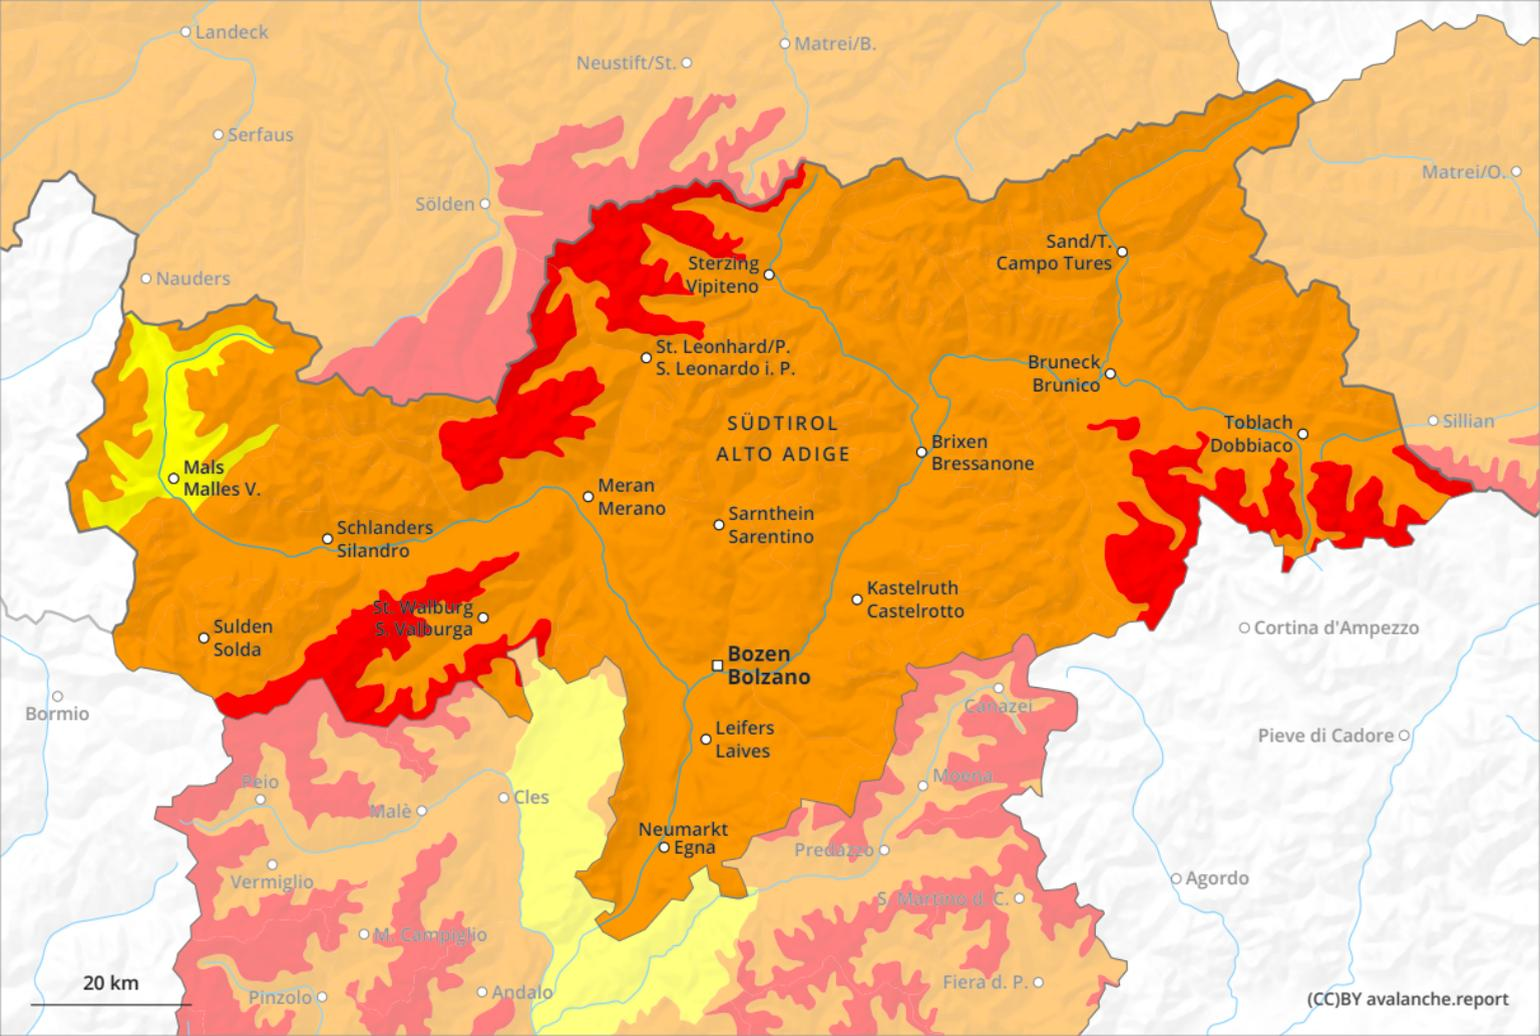 Landeck
Matrei/B.
Neustift/St.
Serfaus
Matrei/O.
Sölden
Sand/T.
Campo Tures
Nauders
Sterzing
Vipiteno
St. Leonhard/P.
S. Leonardo i. P.
Bruneck
Brunico
SÜDTIROL
ALTO ADIGE
Toblach
Dobbiaco
Sillian
Brixen
Bressanone
Mals
Malles V.
Meran
Merano
Schlanders
Silandro
Sarnthein
Sarentino
Kastelruth
Castelrotto
St. Walburg
S. Valburga
Sulden
Solda
Cortina d'Ampezzo
Bozen
Bolzano
Bormio
Canazei
Leifers
Laives
Pieve di Cadore
Peio
Moena
Malè
Cles
Neumarkt
Egna
Predazzo
Vermiglio
Agordo
S. Martino d. C.
M. Campiglio
20 km
Pinzolo
Andalo
Fiera d. P.
(CC)BY avalanche.report